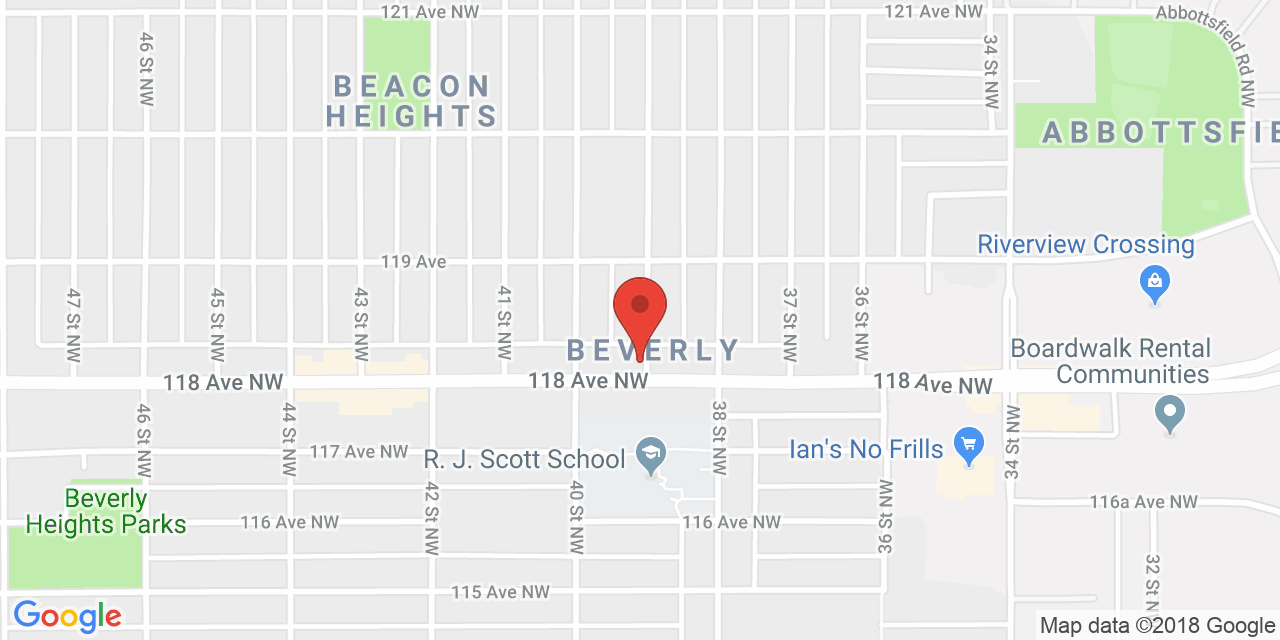 121 Ave NW
121 Ave NW
Abbottsfield Rd NW
46 St NW
34 St NW
BEACON
HEIGHTS
ABBOTTSFIE
Riverview Crossing
119 Ave
47 St NW
45 St NW
43 St NW
41 St NW
37 St NW
36 St NW
BEVERLY
Boardwalk Rental
Communities
118 Ave NW
118 Ave NW
118 Ave NW
46 St NW
44 St NW
38 St NW
34 St NW
117 Ave NW
R. J. Scott School
Ian's No Frills
42 St NW
40 St NW
36 St NW
Beverly
Heights Parks
116 Ave NW
116 Ave NW
116a Ave NW
32 St NW
115 Ave NW
Google
Map data ©2018 Google